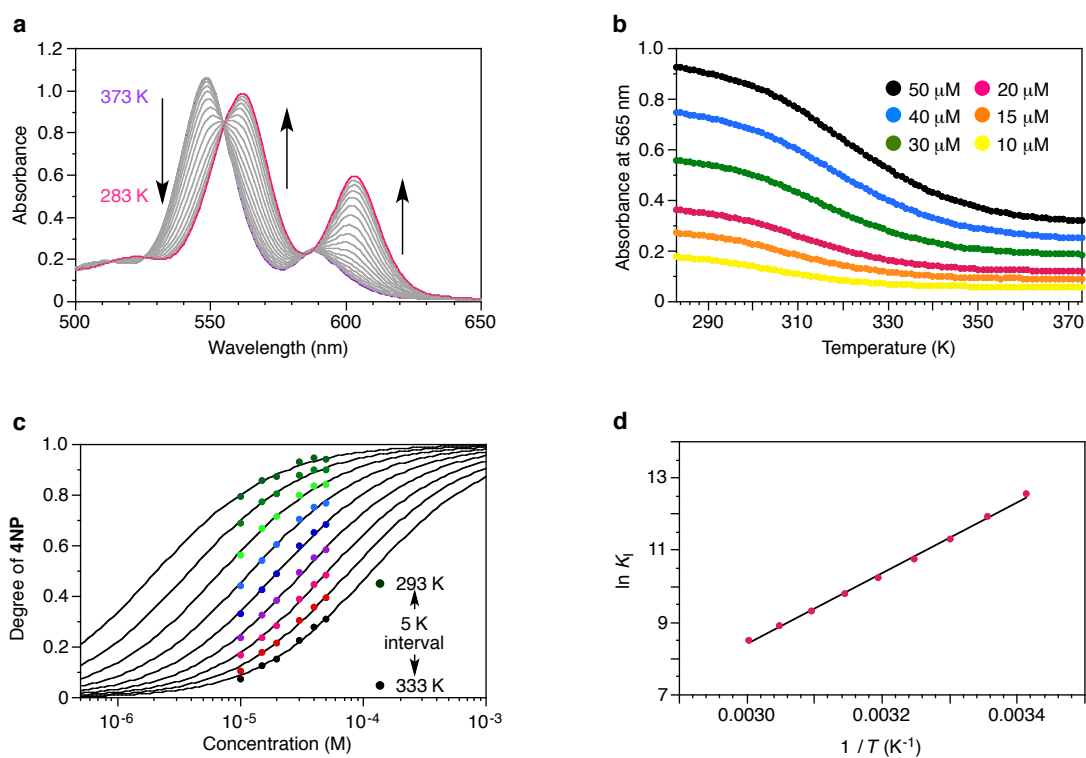 a
Absorbance
1.2
1.0
0.8
0.6
0.4
0.2
0
373 K
283 K
500
550
600
650
Wavelength (nm)
b
Absorbance at 565 nm
1.0
0.8
0.6
0.4
0.2
0
50 μM
20 μM
40 μM
15 μM
30 μM
10 μM
290
310
330
350
370
Temperature (K)
c
Degree of 4NP
1.0
0.8
0.6
0.4
0.2
0
293 K
5 K
interval
333 K
10⁻⁶
10⁻⁵
10⁻⁴
10⁻³
Concentration (M)
d
ln Kᵢ
13
11
9
7
0.0030
0.0032
0.0034
1 / T (K⁻¹)